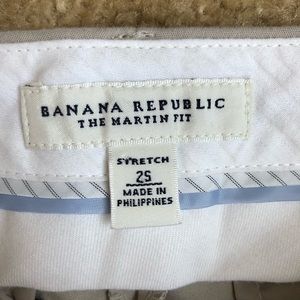 BANANA REPUBLIC
THE MARTIN FIT
STRETCH
2S
MADE IN
PHILIPPINES